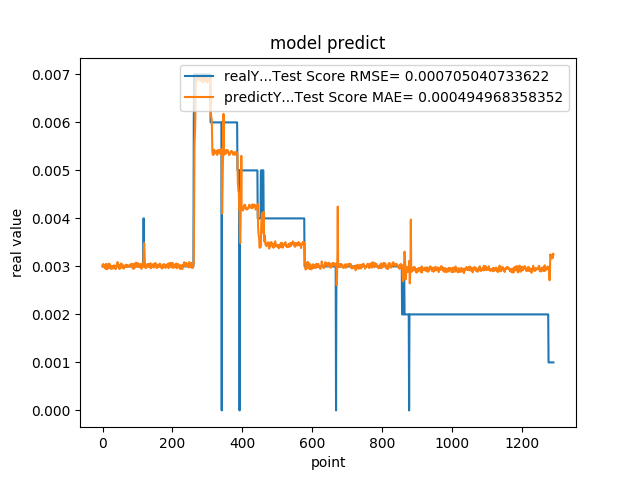 model predict
realY...Test Score RMSE= 0.000705040733622
predictY...Test Score MAE= 0.000494968358352
0.007
0.006
0.005
0.004
0.003
0.002
0.001
0.000
real value
0 200 400 600 800 1000 1200
point